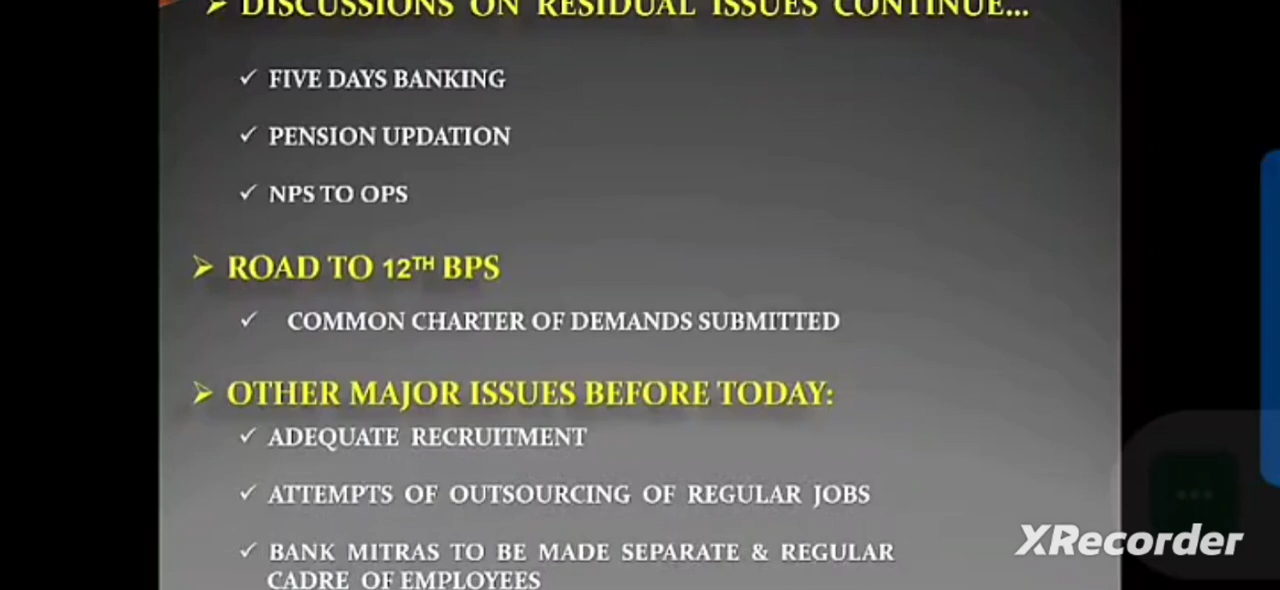 DISCUSSIONS ON RESIDUAL ISSUES CONTINUE...
FIVE DAYS BANKING
PENSION UPDATION
NPS TO OPS
ROAD TO 12TH BPS
COMMON CHARTER OF DEMANDS SUBMITTED
OTHER MAJOR ISSUES BEFORE TODAY:
ADEQUATE RECRUITMENT
ATTEMPTS OF OUTSOURCING OF REGULAR JOBS
BANK MITRAS TO BE MADE SEPARATE & REGULAR
CADRE OF EMPLOYEES
XRecorder